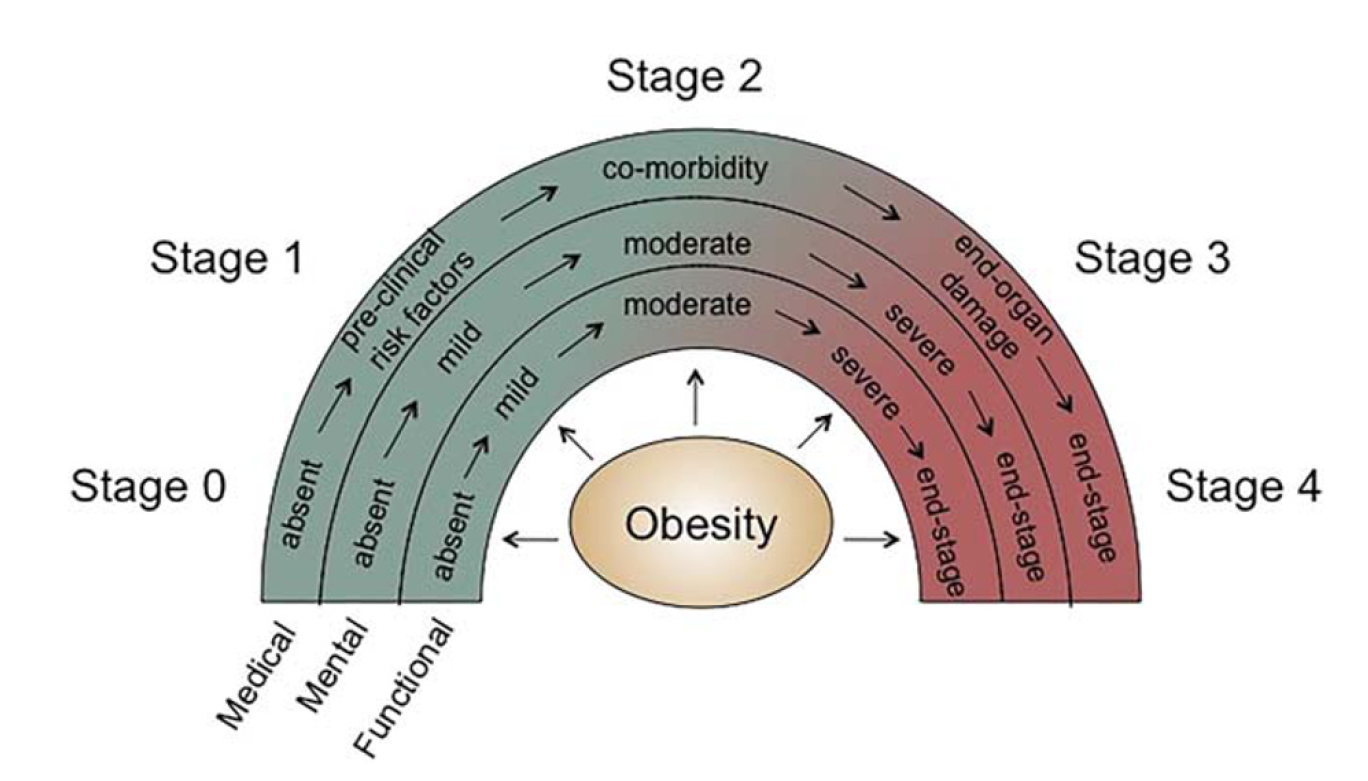 Stage 2
co-morbidity
Stage 1
Stage 3
pre-clinical
risk factors
end-organ
damage
moderate
mild
severe
moderate
mild
severe
Stage 0
Stage 4
absent
absent
absent
end-stage
end-stage
end-stage
Obesity
Medical
Mental
Functional